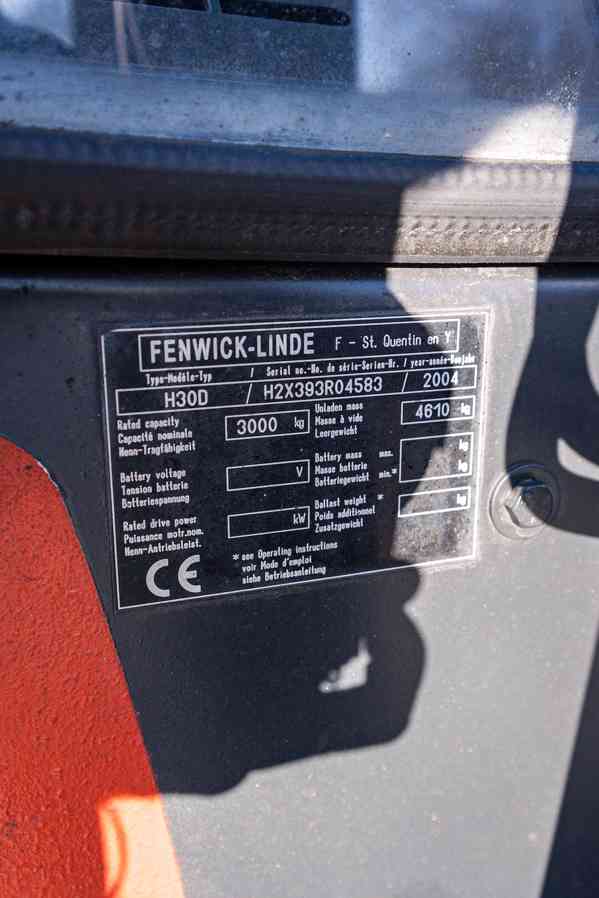 FENWICK-LINDE F - St. Quentin en Y
Type-Modèle-Typ / Serial no.-No. de série-Serien-Nr. / year-année-Baujahr
H30D / H2X393R04583 / 2004
Rated capacity
Capacité nominale
Nenn-Tragfähigkeit
3000 kg
Unladen mass
Masse à vide
Leergewicht
4610 kg
Battery voltage
Tension batterie
Batteriespannung
V
Battery mass max.
Masse batterie
Batteriegewicht min.*
kg
kg
Rated drive power
Puissance motr.nom.
Nenn-Antriebsleist.
kW
Ballast weight *
Poids additionnel
Zusatzgewicht
kg
CE
* see Operating instructions
voir Mode d'emploi
siehe Betriebsanleitung